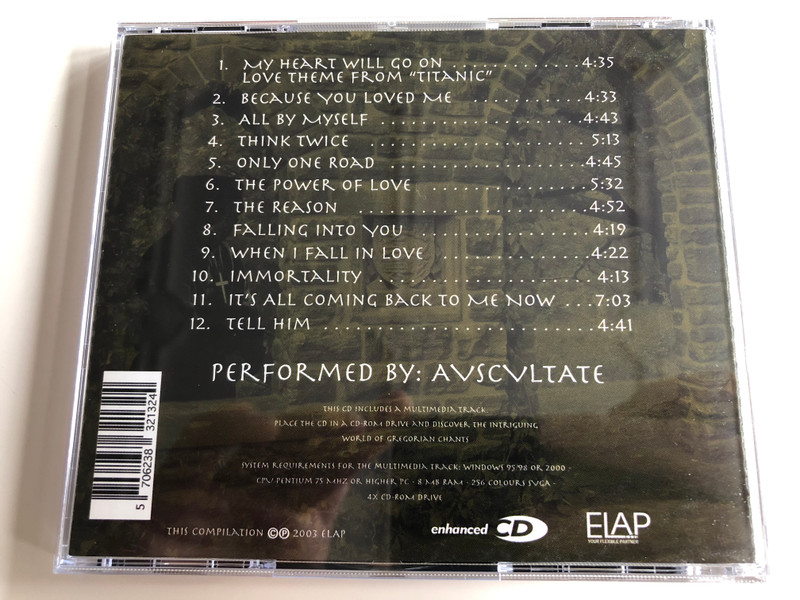 1. MY HEART WILL GO ON . . . . . . . . . . . . . 4:35
LOVE THEME FROM "TITANIC"
2. BECAUSE YOU LOVED ME . . . . . . . . . . . 4:33
3. ALL BY MYSELF . . . . . . . . . . . . . . . . . . . . 4:43
4. THINK TWICE . . . . . . . . . . . . . . . . . . . . . 5:13
5. ONLY ONE ROAD . . . . . . . . . . . . . . . . . . . . 4:45
6. THE POWER OF LOVE . . . . . . . . . . . . . . . . 5:32
7. THE REASON . . . . . . . . . . . . . . . . . . . . . . 4:52
8. FALLING INTO YOU . . . . . . . . . . . . . . . . . 4:19
9. WHEN I FALL IN LOVE . . . . . . . . . . . . . . . 4:22
10. IMMORTALITY . . . . . . . . . . . . . . . . . . . . . 4:13
11. IT'S ALL COMING BACK TO ME NOW . . . 7:03
12. TELL HIM . . . . . . . . . . . . . . . . . . . . . . . . . . 4:41
PERFORMED BY: AVSCVLTATE
THIS CD INCLUDES A MULTIMEDIA TRACK:
PLACE THE CD IN A CD-ROM DRIVE AND DISCOVER THE INTRIGUING
WORLD OF GREGORIAN CHANTS
SYSTEM REQUIREMENTS FOR THE MULTIMEDIA TRACK: WINDOWS 95/98 OR 2000 -
CPU PENTIUM 75 MHZ OR HIGHER PC - 8 MB RAM - 256 COLOURS SVGA -
4X CD-ROM DRIVE
5 706238 321324
THIS COMPILATION ©℗ 2003 ELAP
enhanced CD
ELAP
YOUR FLEXIBLE PARTNER